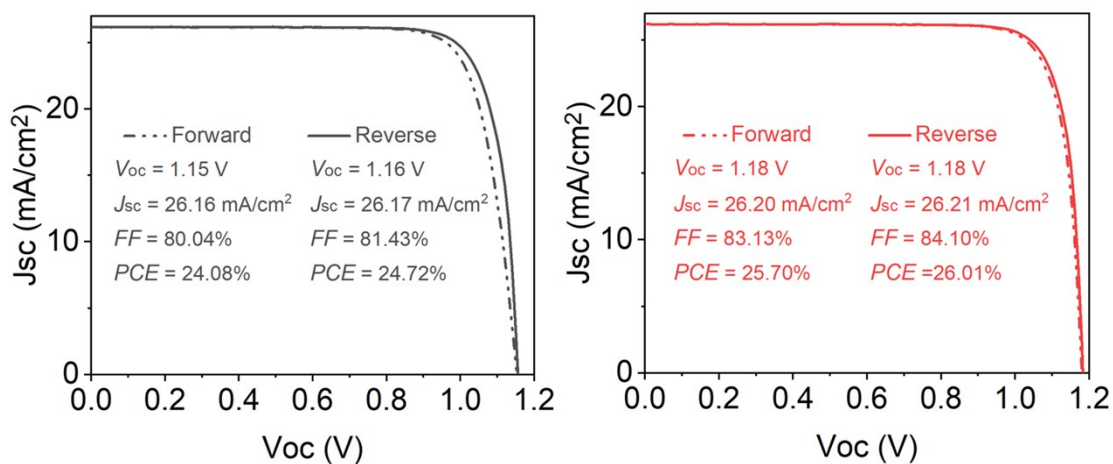 Jsc (mA/cm²)
20
10
0
Forward Reverse
Voc = 1.15 V Voc = 1.16 V
Jsc = 26.16 mA/cm² Jsc = 26.17 mA/cm²
FF = 80.04% FF = 81.43%
PCE = 24.08% PCE = 24.72%
0.0 0.2 0.4 0.6 0.8 1.0 1.2
Voc (V)
Jsc (mA/cm²)
20
10
0
Forward Reverse
Voc = 1.18 V Voc = 1.18 V
Jsc = 26.20 mA/cm² Jsc = 26.21 mA/cm²
FF = 83.13% FF = 84.10%
PCE = 25.70% PCE =26.01%
0.0 0.2 0.4 0.6 0.8 1.0 1.2
Voc (V)